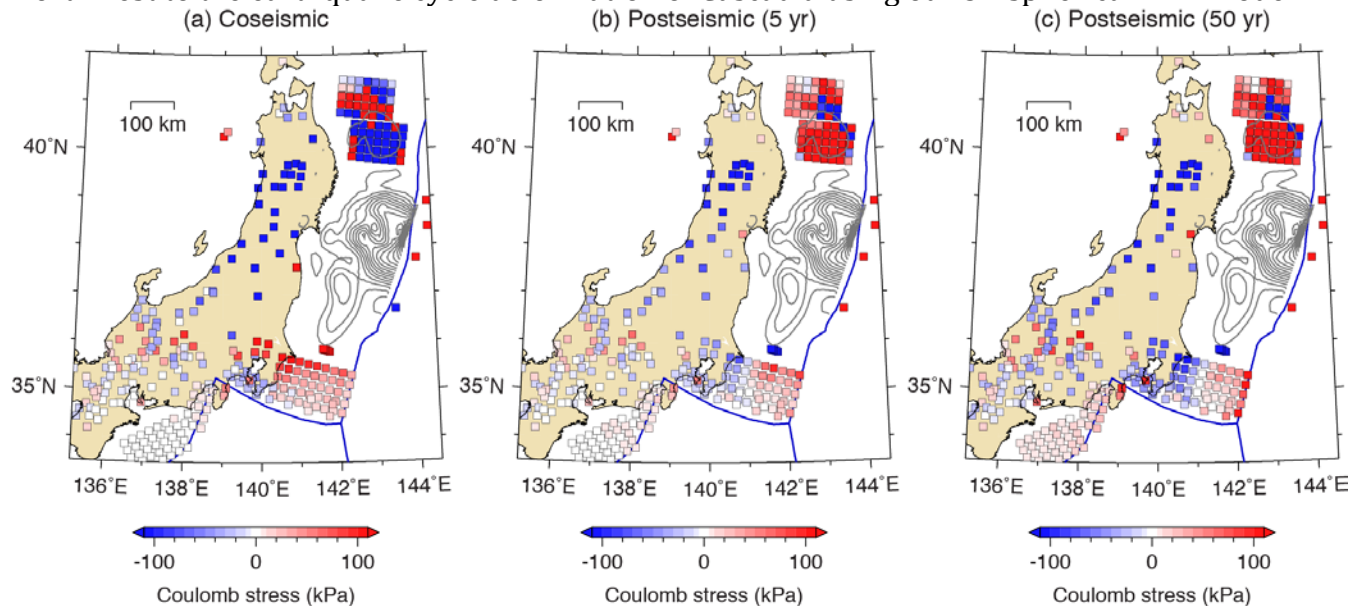 (a) Coseismic
(b) Postseismic (5 yr)
(c) Postseismic (50 yr)
100 km
100 km
100 km
40°N
40°N
40°N
35°N
35°N
35°N
136°E 138°E 140°E 142°E 144°E
136°E 138°E 140°E 142°E 144°E
136°E 138°E 140°E 142°E 144°E
-100 0 100
-100 0 100
-100 0 100
Coulomb stress (kPa)
Coulomb stress (kPa)
Coulomb stress (kPa)